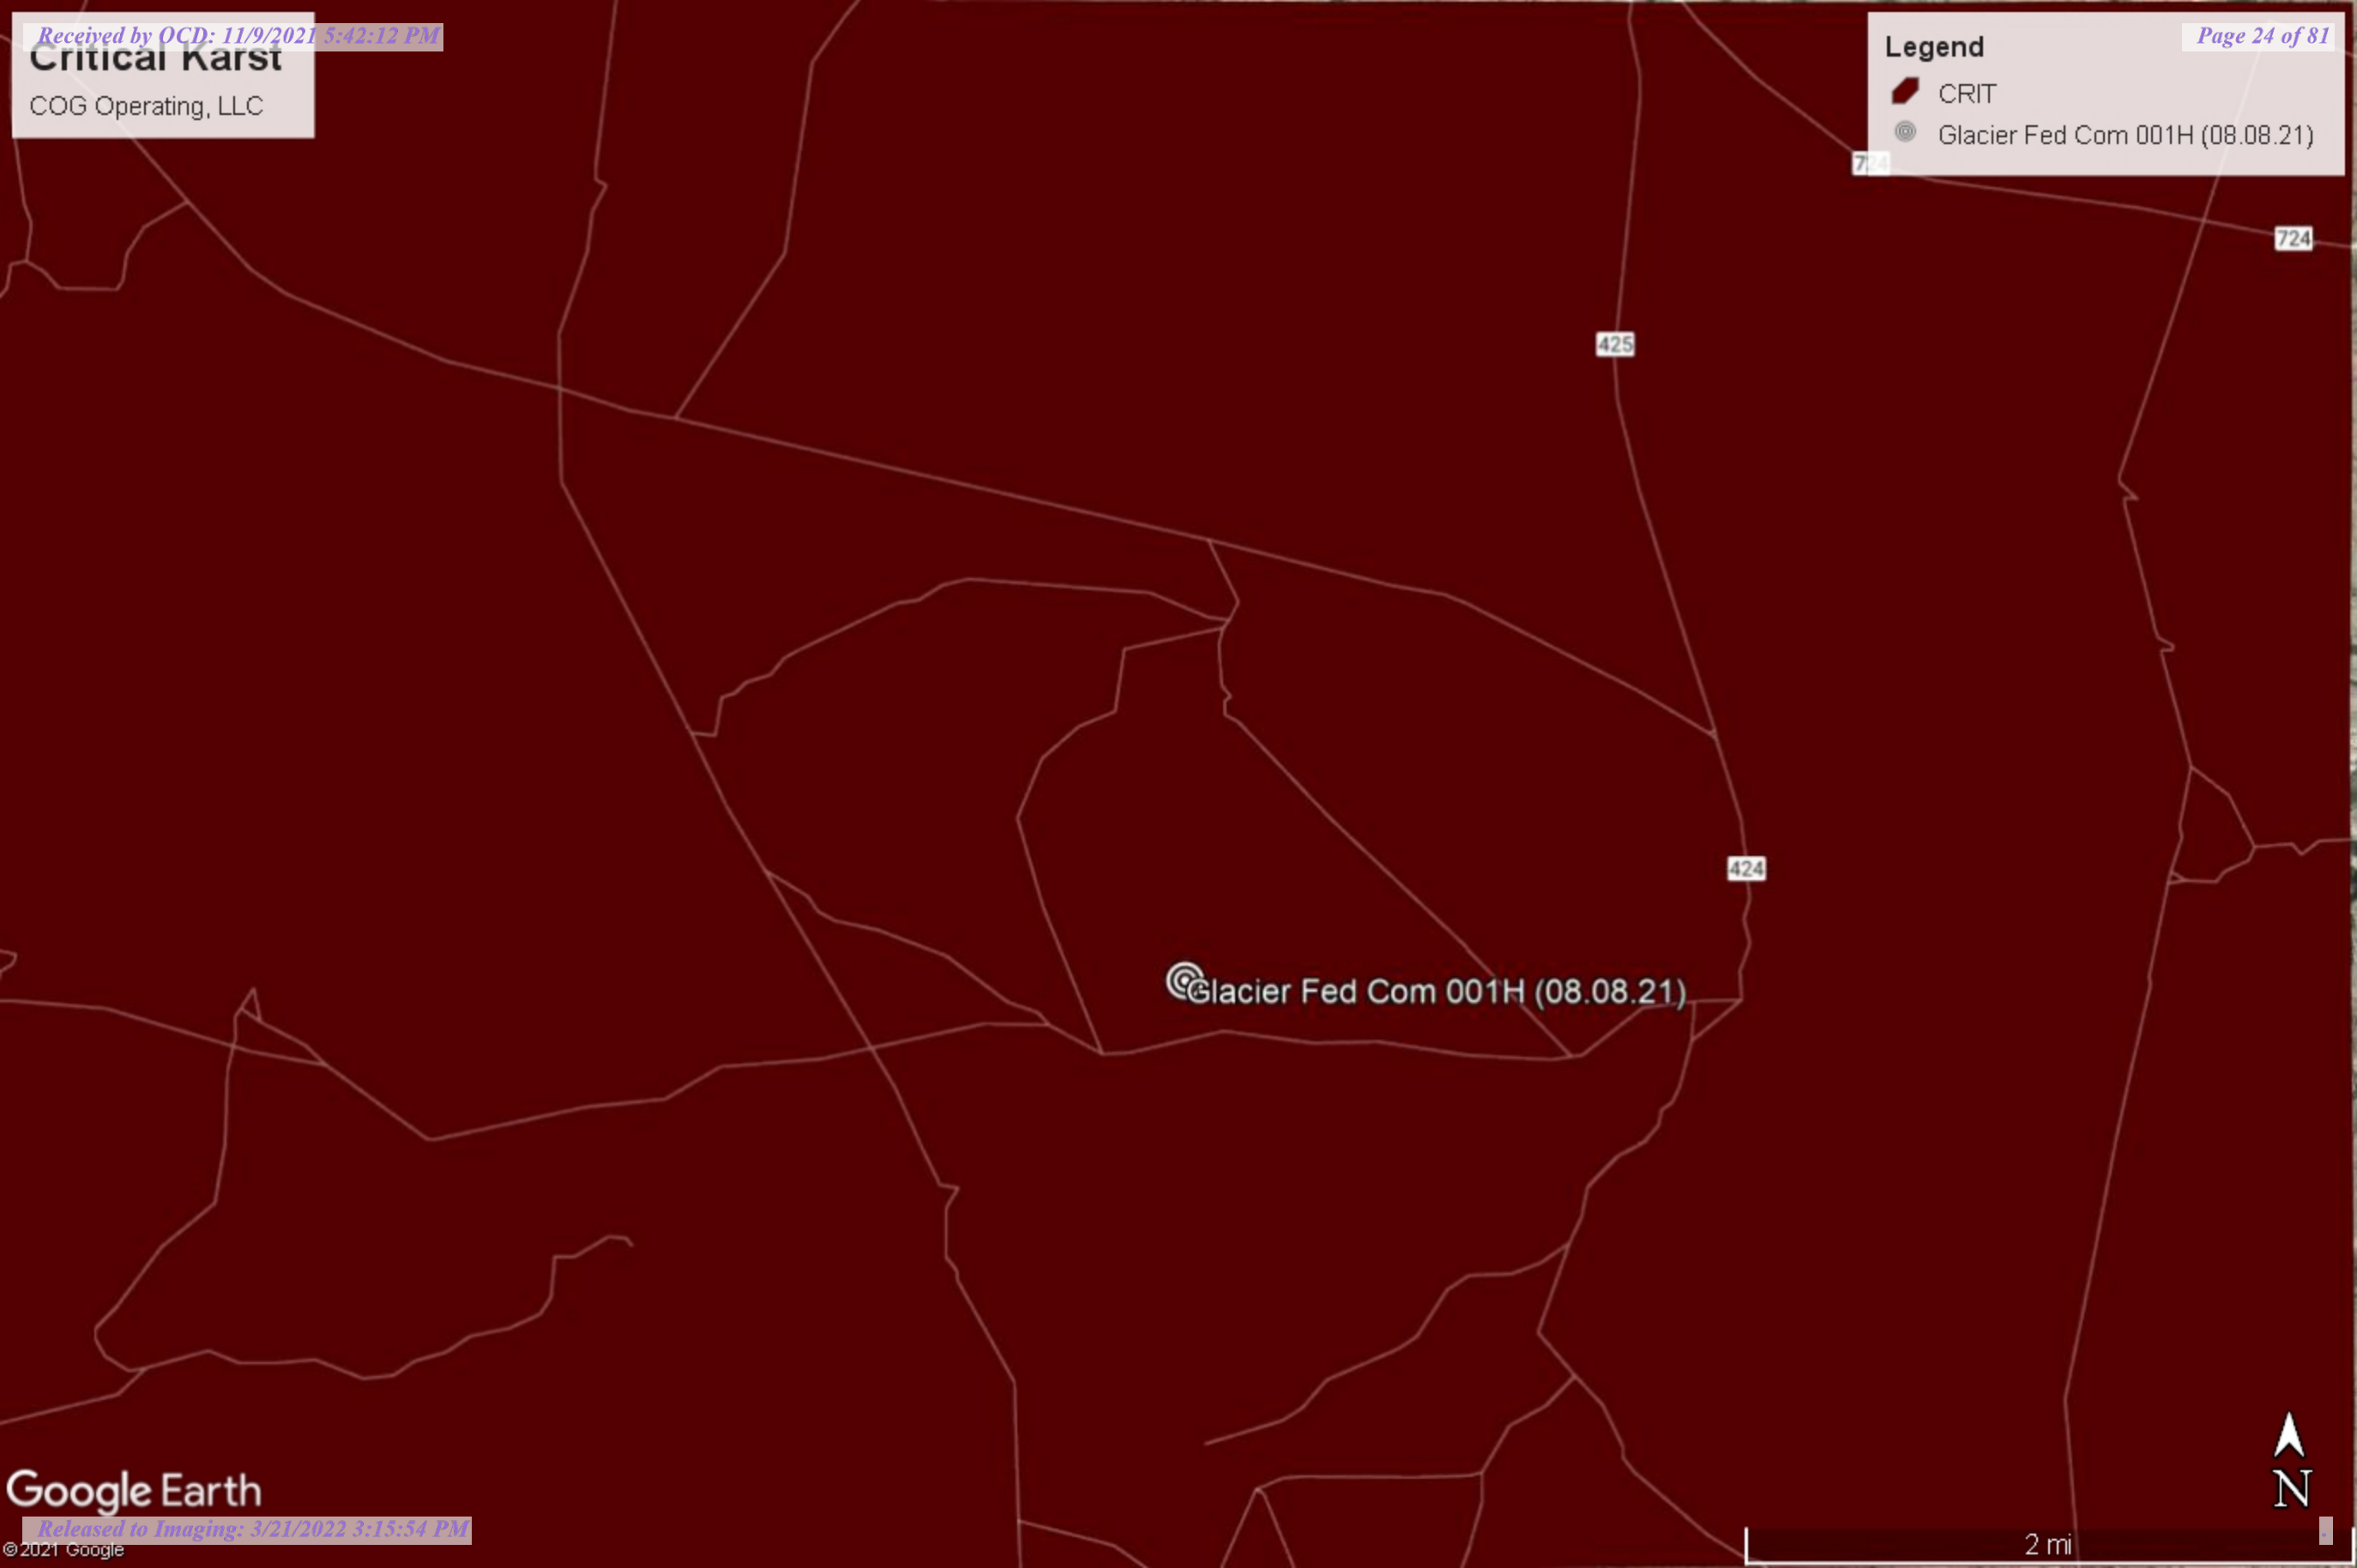 Received by OCD: 11/9/2021 5:42:12 PM
Page 24 of 81
Critical Karst
COG Operating, LLC
Legend
CRIT
Glacier Fed Com 001H (08.08.21)
724
724
425
424
Glacier Fed Com 001H (08.08.21)
N
Google Earth
Released to Imaging: 3/21/2022 3:15:54 PM
© 2021 Google
2 mi